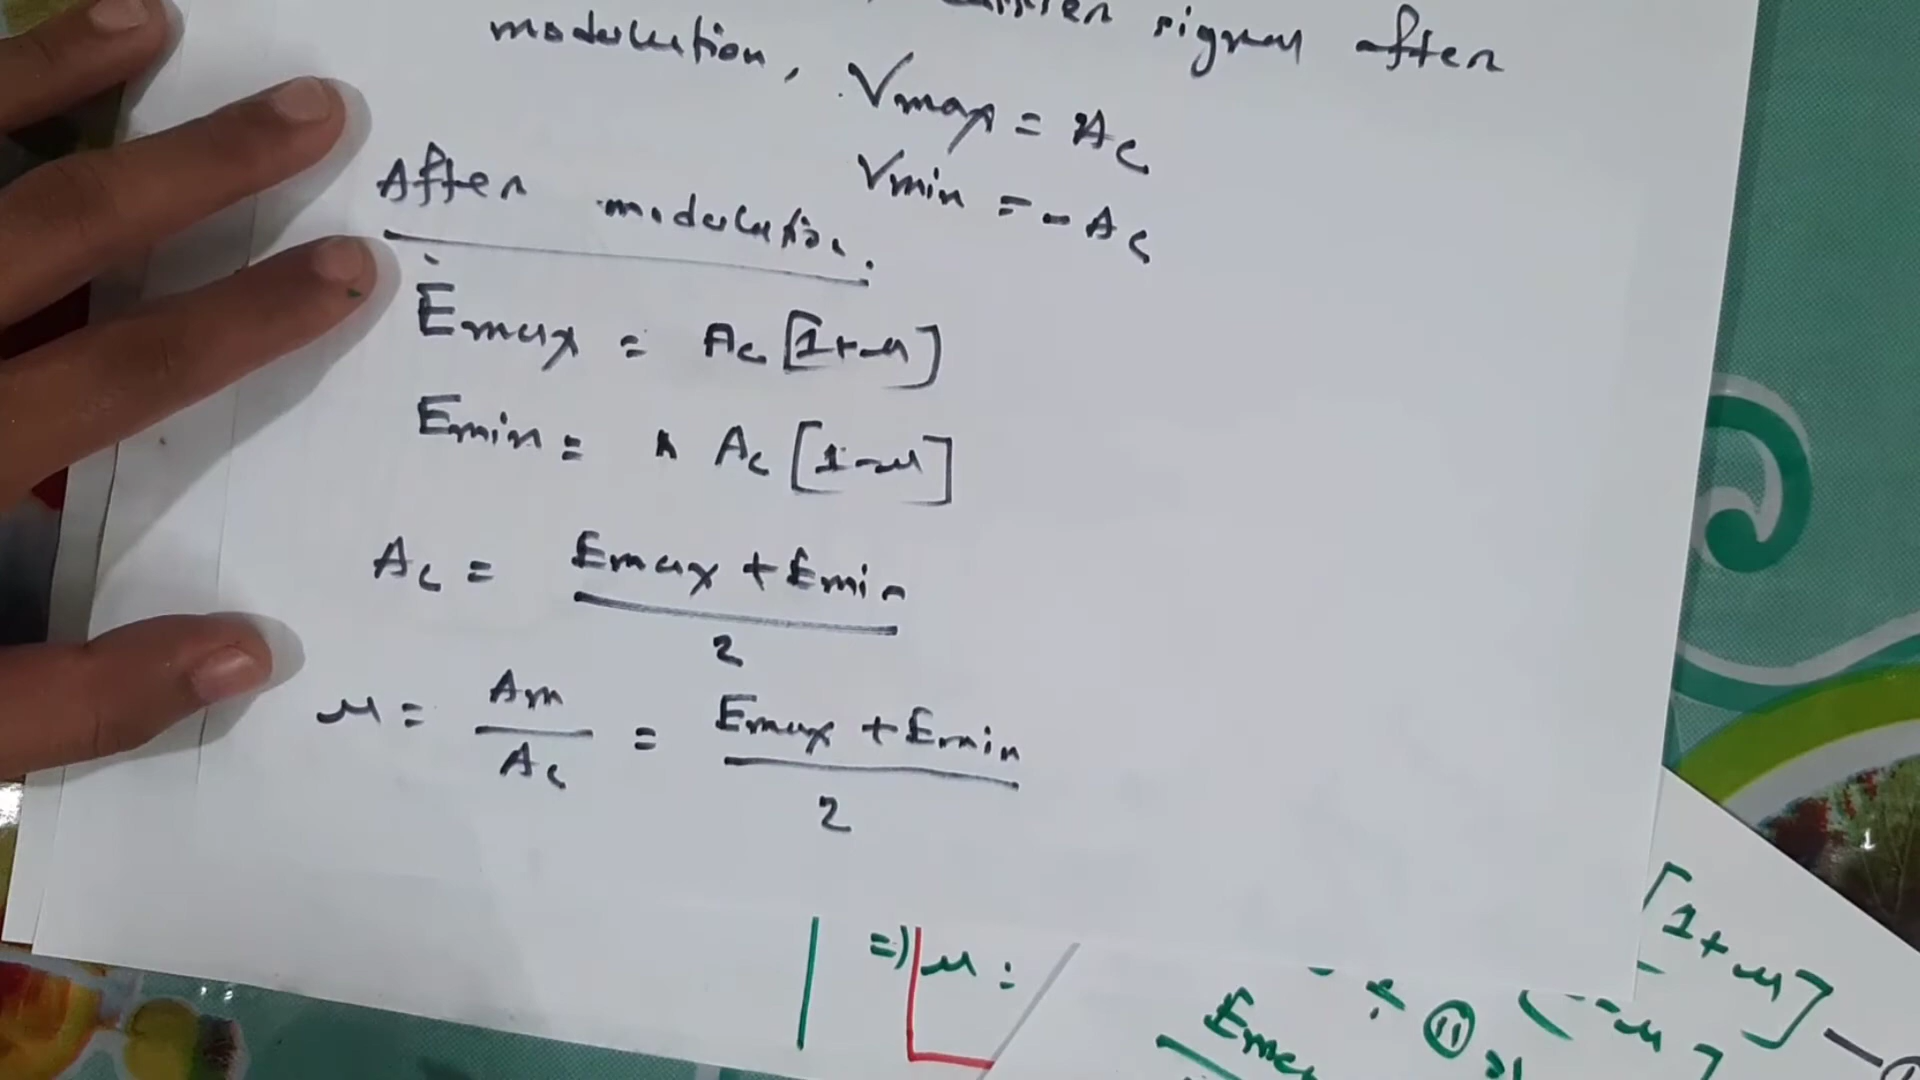 signal after
modulation, Vmax = Ac
Vmin = - Ac
After modulation.
Emax = Ac [1+μ]
Emin = Ac [1-μ]
Ac = Emax + Emin
2
μ = Am / Ac = Emax + Emin
2
=) μ =
[1+μ]
÷ (ii)
-μ]